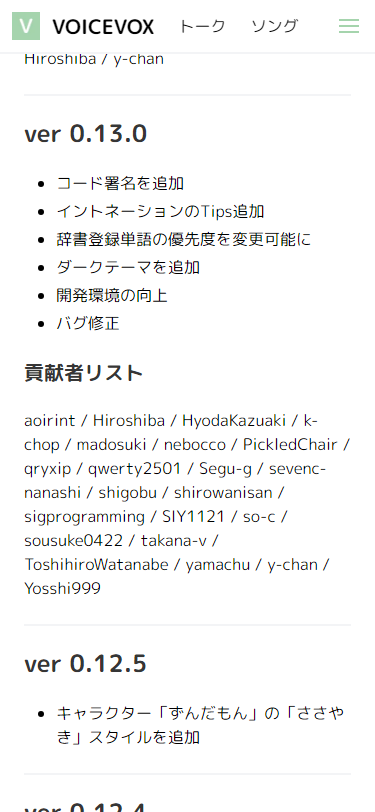 V VOICEVOX トーク ソング
Hiroshiba / y-chan
ver 0.13.0
コード署名を追加
イントネーションのTips追加
辞書登録単語の優先度を変更可能に
ダークテーマを追加
開発環境の向上
バグ修正
貢献者リスト
aoirint / Hiroshiba / HyodaKazuaki / k-
chop / madosuki / nebocco / PickledChair /
qryxip / qwerty2501 / Segu-g / sevenc-
nanashi / shigobu / shirowanisan /
sigprogramming / SIY1121 / so-c /
sousuke0422 / takana-v /
ToshihiroWatanabe / yamachu / y-chan /
Yosshi999
ver 0.12.5
キャラクター「ずんだもん」の「ささや
き」スタイルを追加
ver 0.12.4